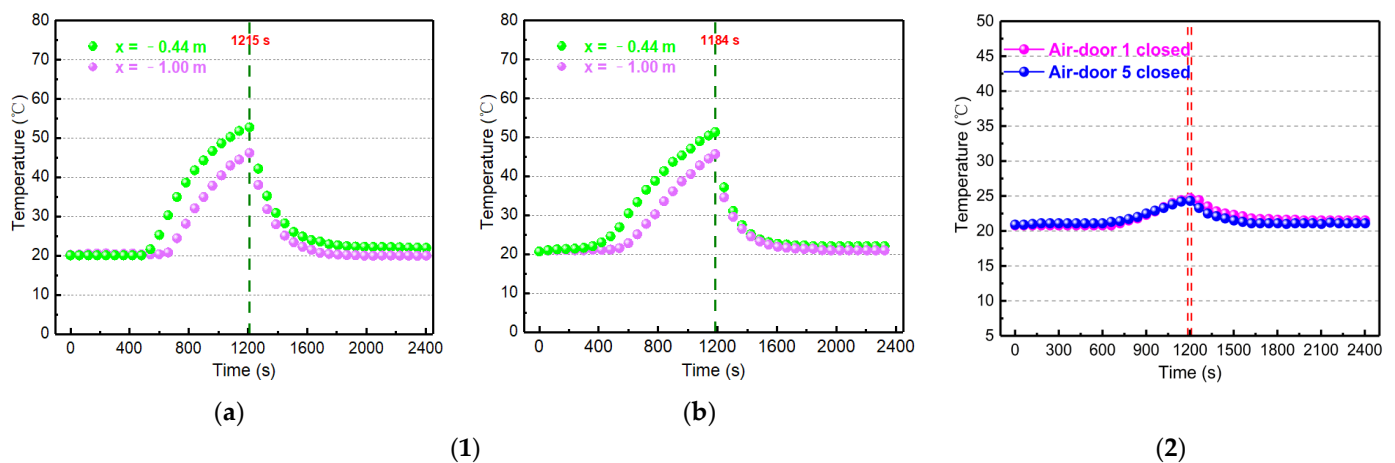 80
70
60
50
40
30
20
10
0
Temperature (℃)
1215 s
x = －0.44 m
x = －1.00 m
0 400 800 1200 1600 2000 2400
Time (s)
(a)
80
70
60
50
40
30
20
10
0
Temperature (℃)
1184 s
x = －0.44 m
x = －1.00 m
0 400 800 1200 1600 2000 2400
Time (s)
(b)
(1)
50
45
40
35
30
25
20
15
10
5
Temperature (℃)
Air-door 1 closed
Air-door 5 closed
0 300 600 900 1200 1500 1800 2100 2400
Time (s)
(2)